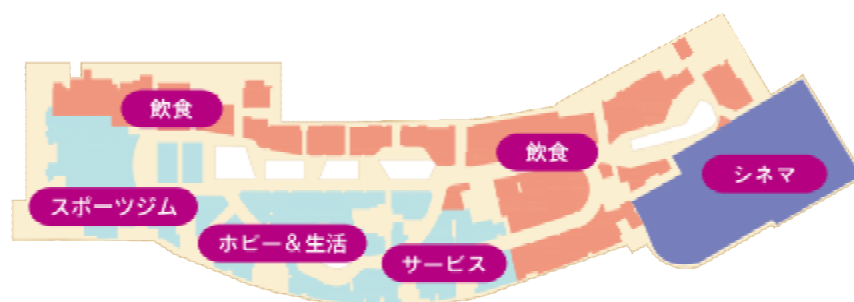 飲食
飲食
シネマ
スポーツジム
ホビー＆生活
サービス